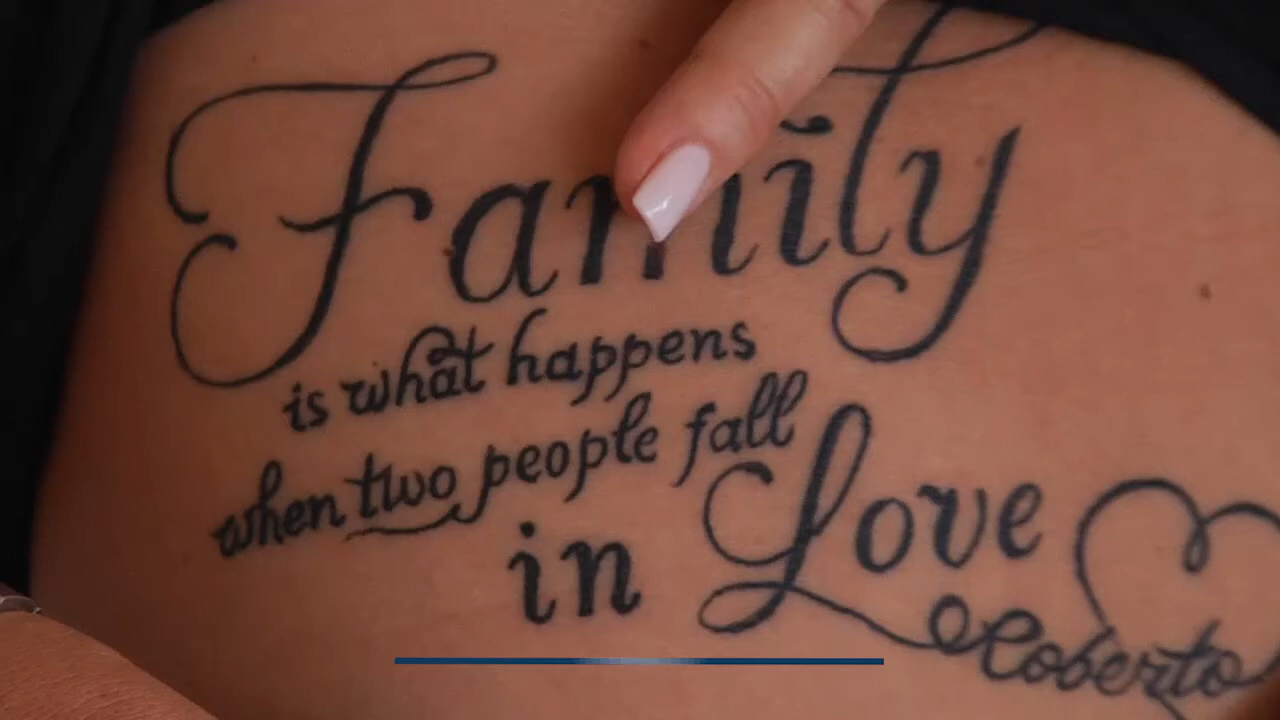 Family
is what happens
when two people fall
in Love
Roberto